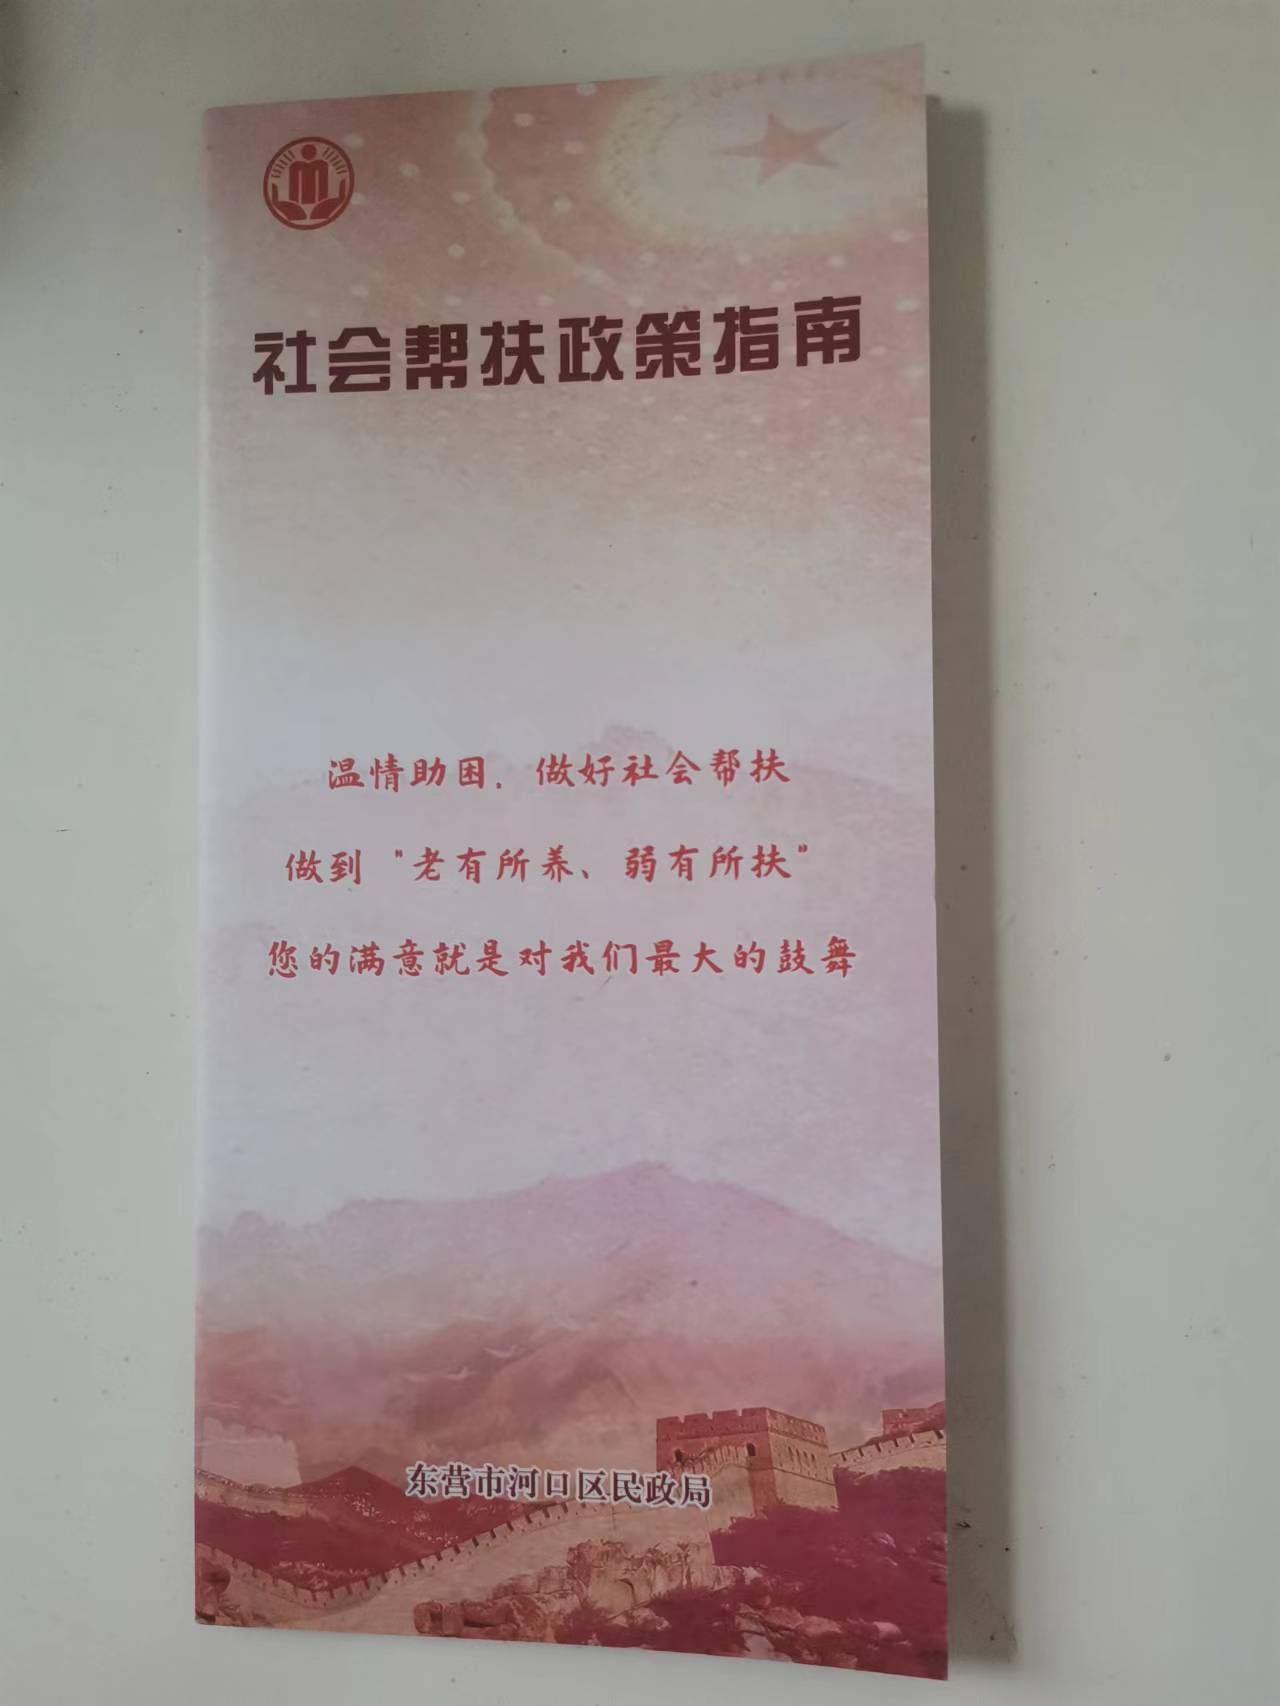 社会帮扶政策指南
温情助困，做好社会帮扶
做到“老有所养、弱有所扶”
您的满意就是对我们最大的鼓舞
东营市河口区民政局